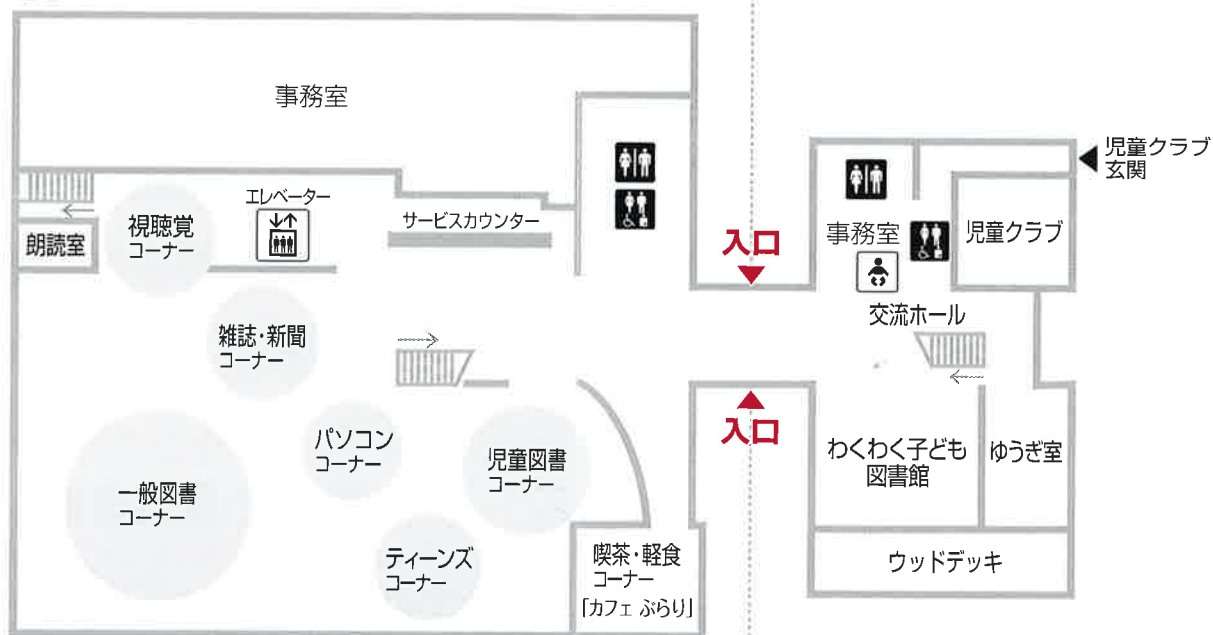 事務室
エレベーター
サービスカウンター
視聴覚
コーナー
朗読室
雑誌・新聞
コーナー
パソコン
コーナー
児童図書
コーナー
一般図書
コーナー
ティーンズ
コーナー
喫茶・軽食
コーナー
「カフェ ぶらり」
入口
入口
児童クラブ
玄関
事務室
児童クラブ
交流ホール
わくわく子ども
図書館
ゆうぎ室
ウッドデッキ